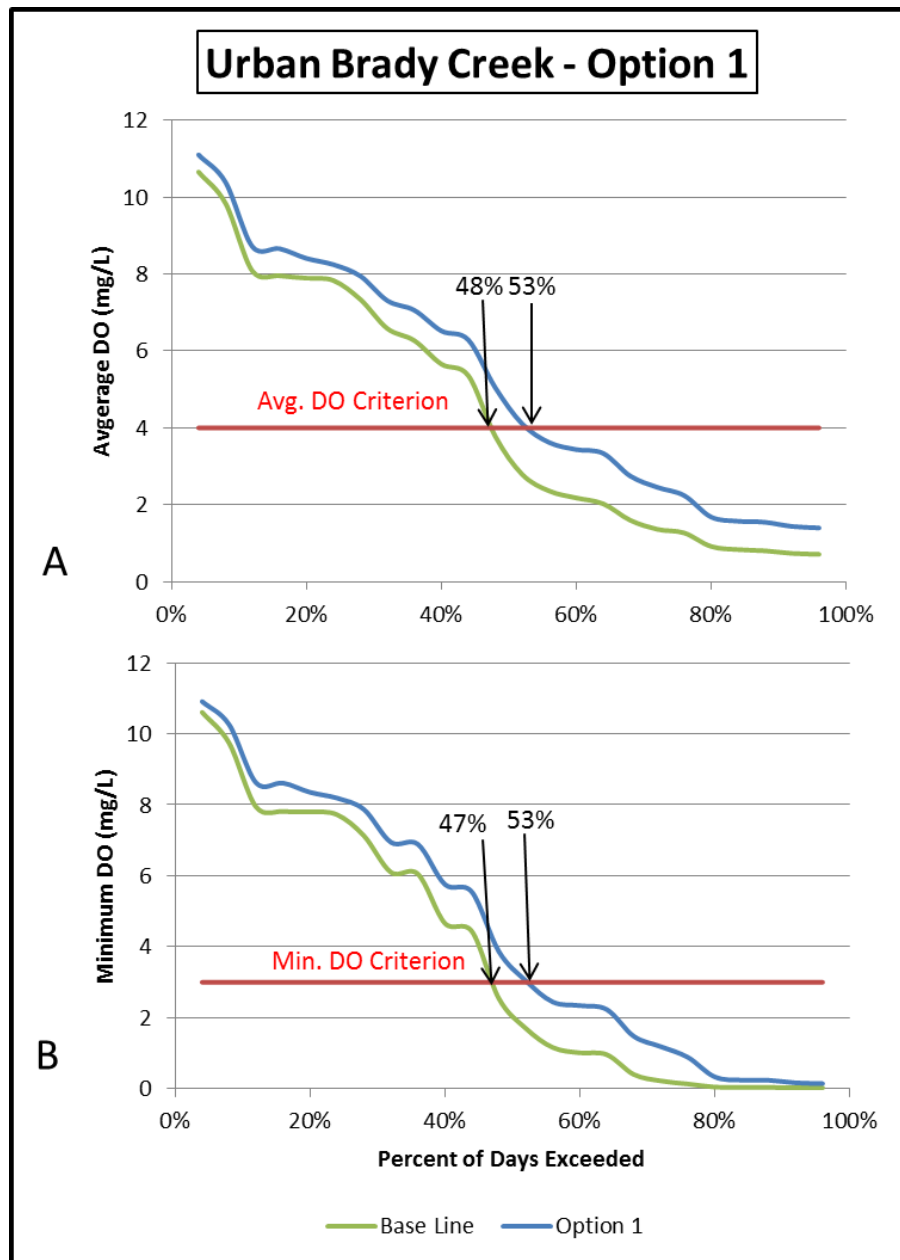 Urban Brady Creek - Option 1
12
10
8
6
4
2
0
Avgerage DO (mg/L)
48% 53%
Avg. DO Criterion
A
0% 20% 40% 60% 80% 100%
12
10
8
6
4
2
0
Minimum DO (mg/L)
47% 53%
Min. DO Criterion
B
0% 20% 40% 60% 80% 100%
Percent of Days Exceeded
Base Line Option 1